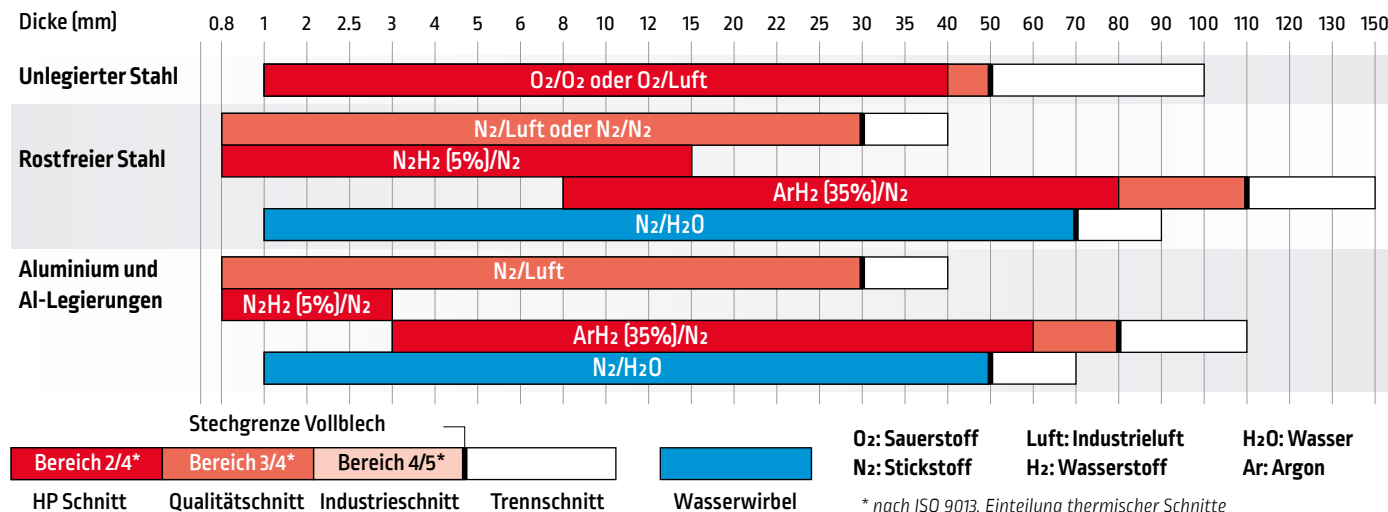 Dicke (mm) 0.8 1 2 2.5 3 4 5 6 8 10 12 15 20 22 25 30 40 50 60 70 80 90 100 110 120 130 150
Unlegierter Stahl
O₂/O₂ oder O₂/Luft
N₂/Luft oder N₂/N₂
Rostfreier Stahl
N₂H₂ (5%)/N₂
ArH₂ (35%)/N₂
N₂/H₂O
Aluminium und
Al-Legierungen
N₂/Luft
N₂H₂ (5%)/N₂
ArH₂ (35%)/N₂
N₂/H₂O
Stechgrenze Vollblech
Bereich 2/4* Bereich 3/4* Bereich 4/5*
HP Schnitt Qualitätschnitt Industrieschnitt Trennschnitt Wasserwirbel
O₂: Sauerstoff Luft: Industrieluft H₂O: Wasser
N₂: Stickstoff H₂: Wasserstoff Ar: Argon
* nach ISO 9013. Einteilung thermischer Schnitte